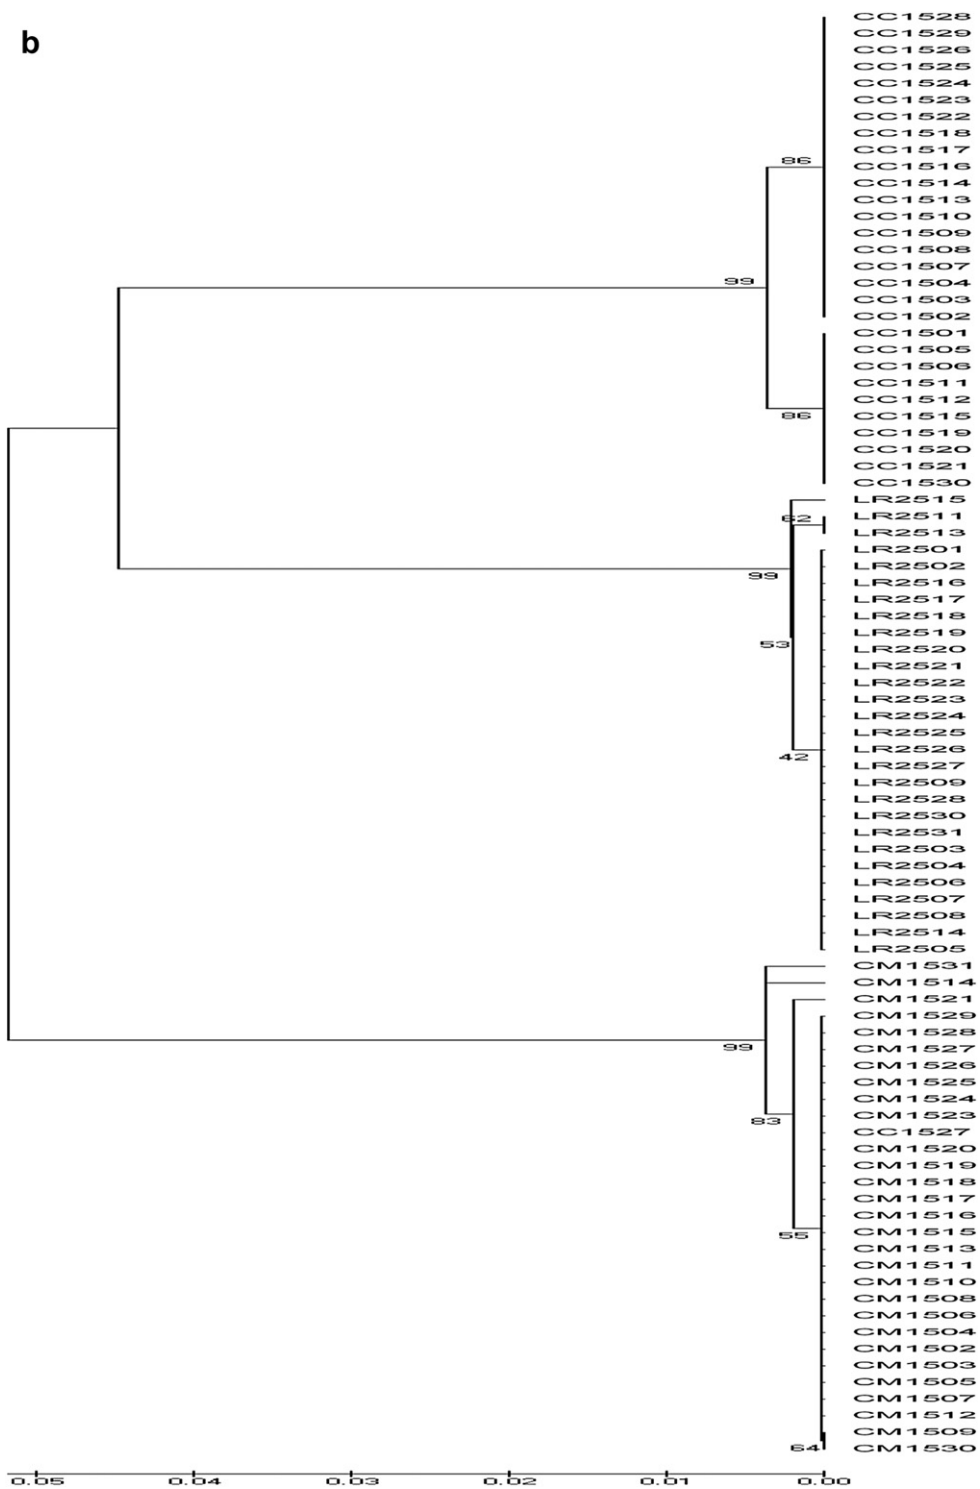 b
CC1528
CC1529
CC1526
CC1525
CC1524
CC1523
CC1522
CC1518
CC1517
86
CC1516
CC1514
CC1513
CC1510
CC1509
CC1508
CC1507
99
CC1504
CC1503
CC1502
CC1501
CC1505
CC1506
CC1511
CC1512
86
CC1515
CC1519
CC1520
CC1521
CC1530
LR2515
62
LR2511
LR2513
LR2501
LR2502
99
LR2516
LR2517
LR2518
LR2519
53
LR2520
LR2521
LR2522
LR2523
LR2524
LR2525
LR2526
42
LR2527
LR2509
LR2528
LR2530
LR2531
LR2503
LR2504
LR2506
LR2507
LR2508
LR2514
LR2505
CM1531
CM1514
CM1521
CM1529
CM1528
99
CM1527
CM1526
CM1525
CM1524
CM1523
83
CC1527
CM1520
CM1519
CM1518
CM1517
CM1516
CM1515
55
CM1513
CM1511
CM1510
CM1508
CM1506
CM1504
CM1502
CM1503
CM1505
CM1507
CM1512
CM1509
64
CM1530
0.05 0.04 0.03 0.02 0.01 0.00